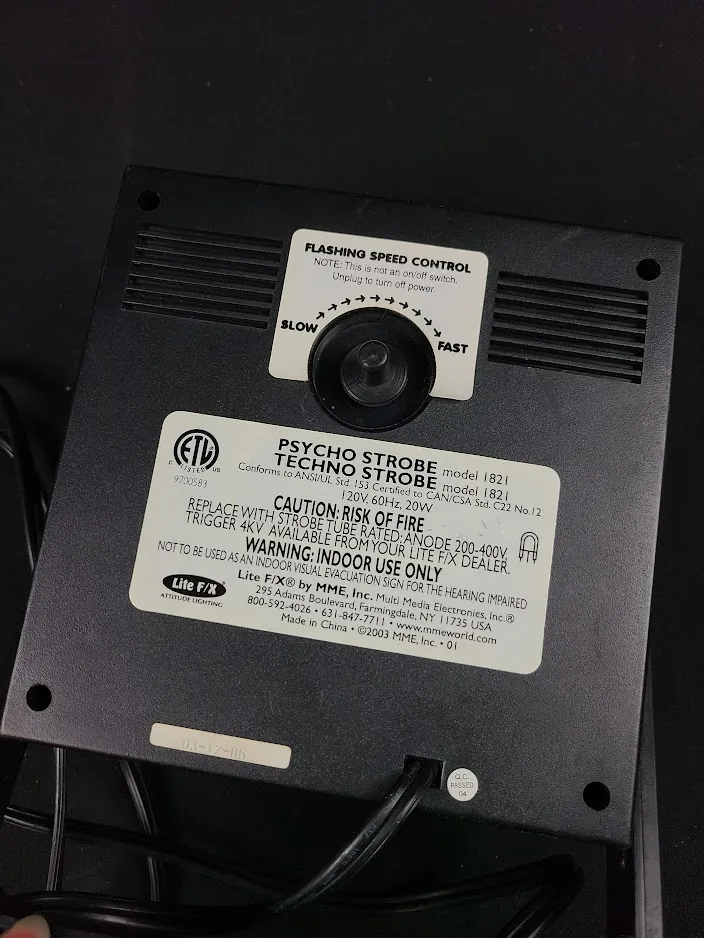 FLASHING SPEED CONTROL
NOTE: This is not an on/off switch.
Unplug to turn off power.
SLOW
FAST
ETL
C LISTED US
9700583
PSYCHO STROBE model 1821
TECHNO STROBE model 1821
Conforms to ANSI/UL Std. 153 Certified to CAN/CSA Std. C22 No.12
120V, 60Hz, 20W
CAUTION: RISK OF FIRE
REPLACE WITH STROBE TUBE RATED: ANODE 200-400V,
TRIGGER 4KV AVAILABLE FROM YOUR LITE F/X DEALER.
WARNING: INDOOR USE ONLY
NOT TO BE USED AS AN INDOOR VISUAL EVACUATION SIGN FOR THE HEARING IMPAIRED
Lite F/X
ATTITUDE LIGHTING
Lite F/X® by MME, Inc. Multi Media Electronics, Inc.®
295 Adams Boulevard, Farmingdale, NY 11735 USA
800-592-4026 • 631-847-7711 • www.mmeworld.com
Made in China • ©2003 MME, Inc. • 01
03-12-06
Q.C.
PASSED
04